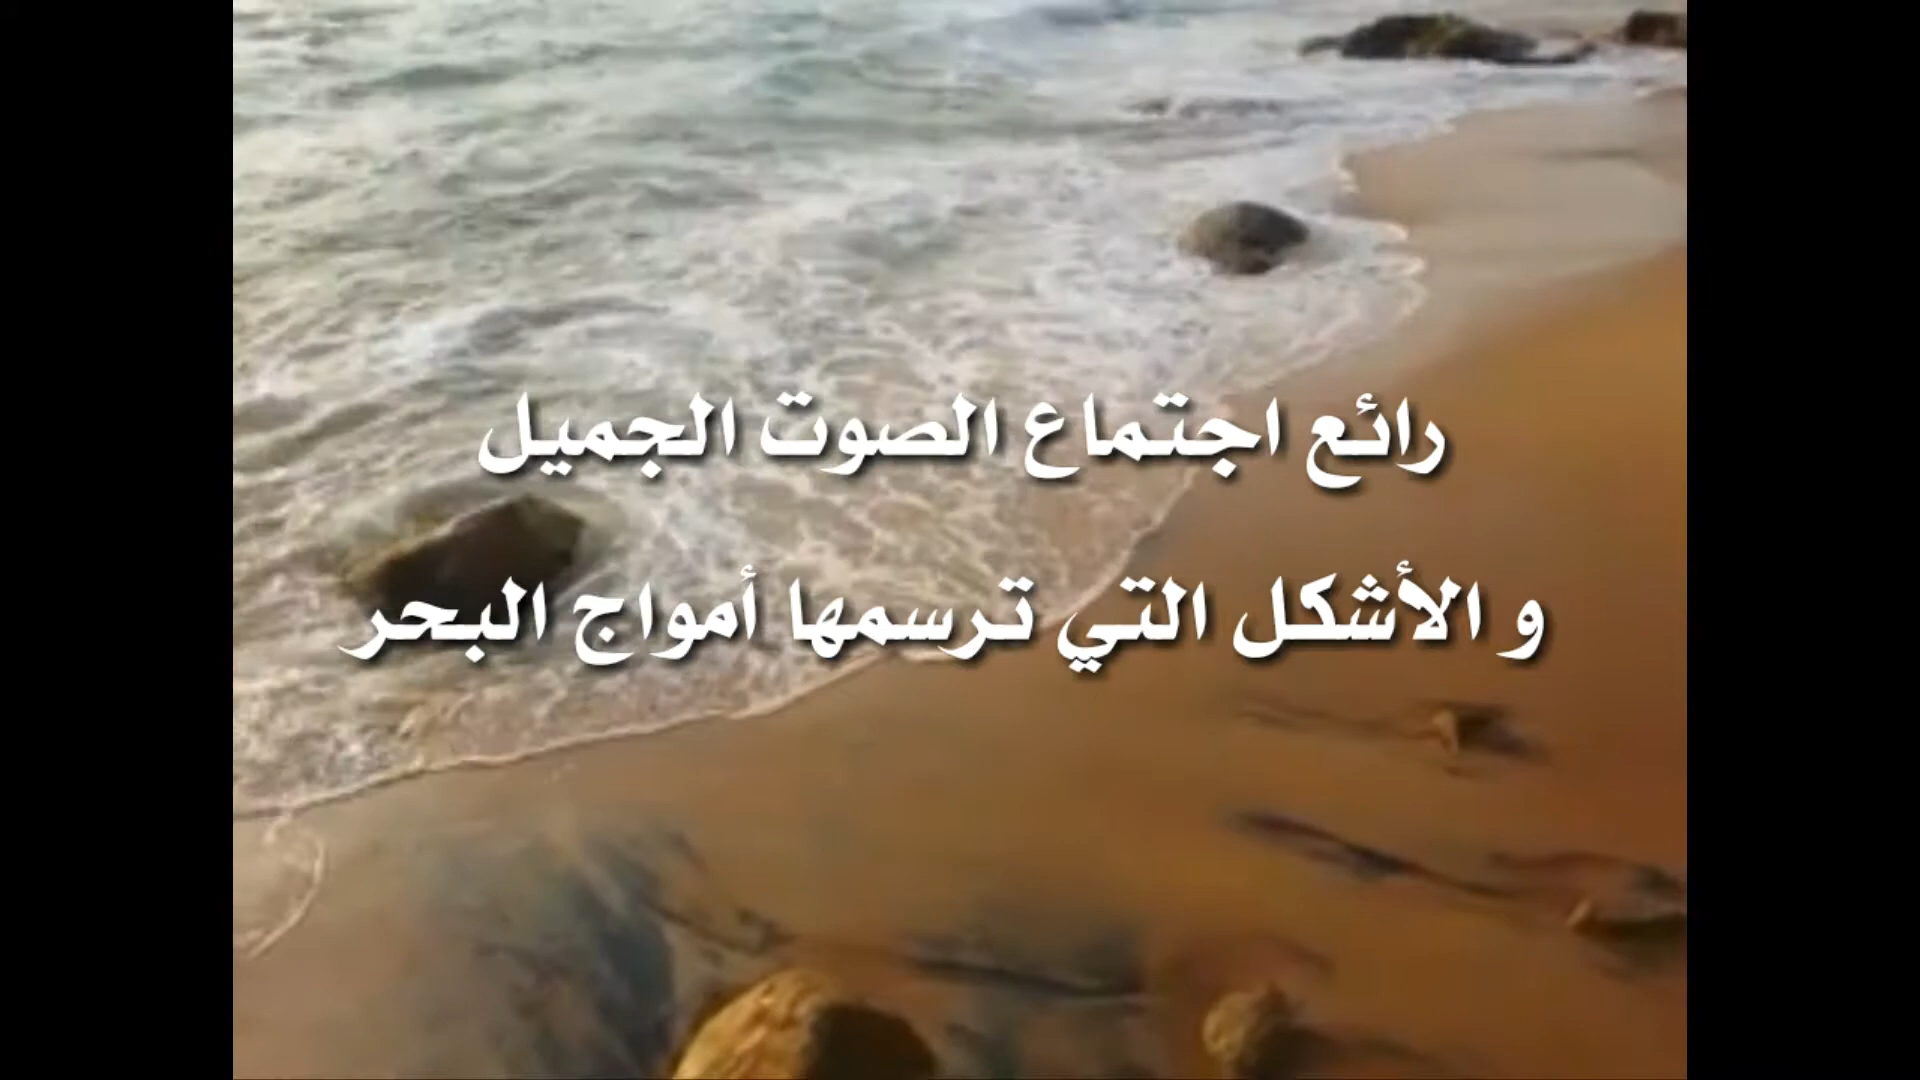 رائع اجتماع الصوت الجميل
و الأشكل التي ترسمها أمواج البحر